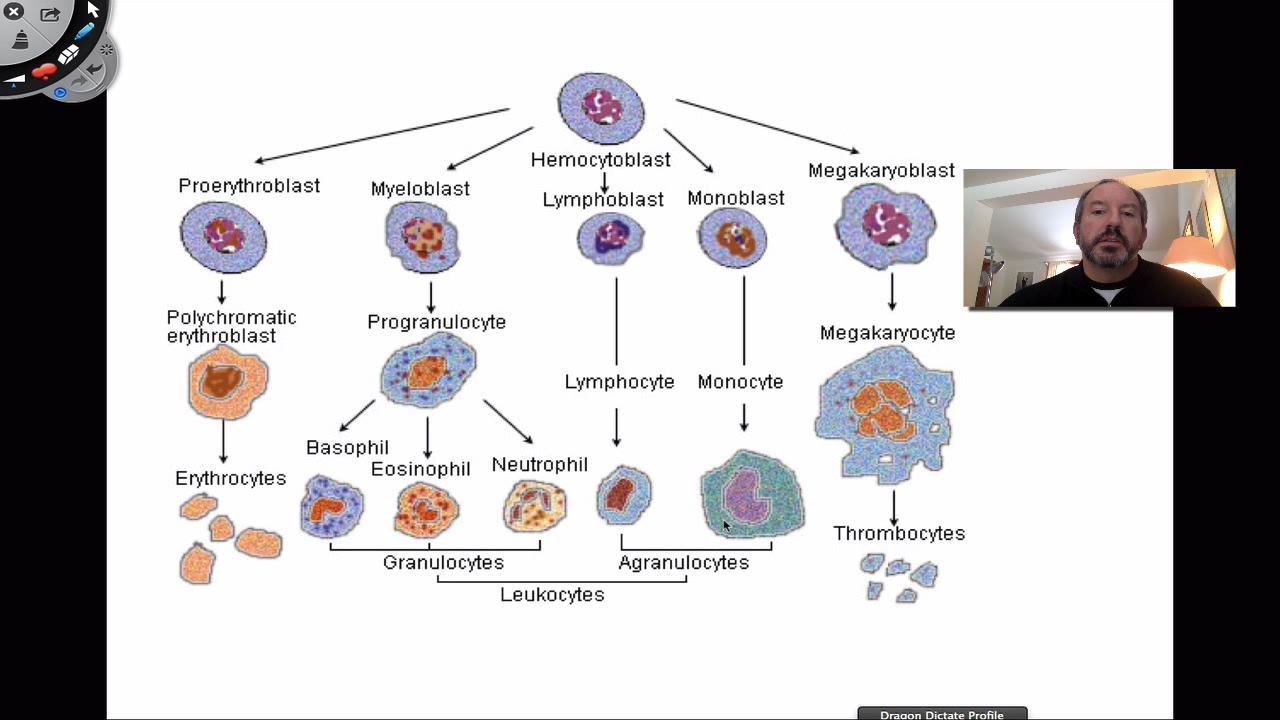 Hemocytoblast
Proerythroblast
Myeloblast
Lymphoblast
Monoblast
Megakaryoblast
Polychromatic
erythroblast
Progranulocyte
Lymphocyte
Monocyte
Megakaryocyte
Erythrocytes
Basophil
Eosinophil
Neutrophil
Thrombocytes
Granulocytes
Agranulocytes
Leukocytes
Dragon Dictate Profile